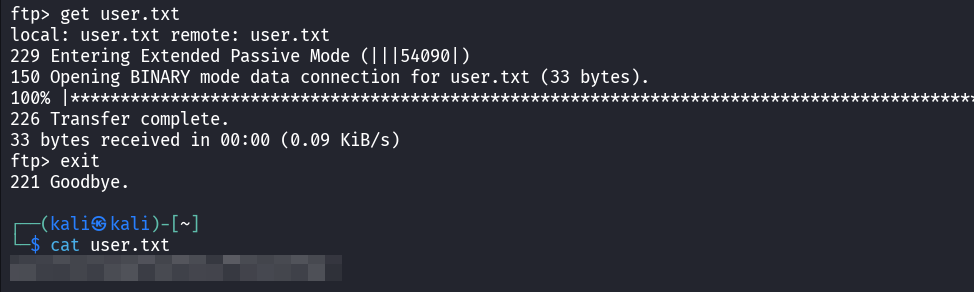 ftp> get user.txt
local: user.txt remote: user.txt
229 Entering Extended Passive Mode (|||54090|)
150 Opening BINARY mode data connection for user.txt (33 bytes).
100% |*******************************************************************************************
226 Transfer complete.
33 bytes received in 00:00 (0.09 KiB/s)
ftp> exit
221 Goodbye.
┌──(kali㉿kali)-[~]
└─$ cat user.txt